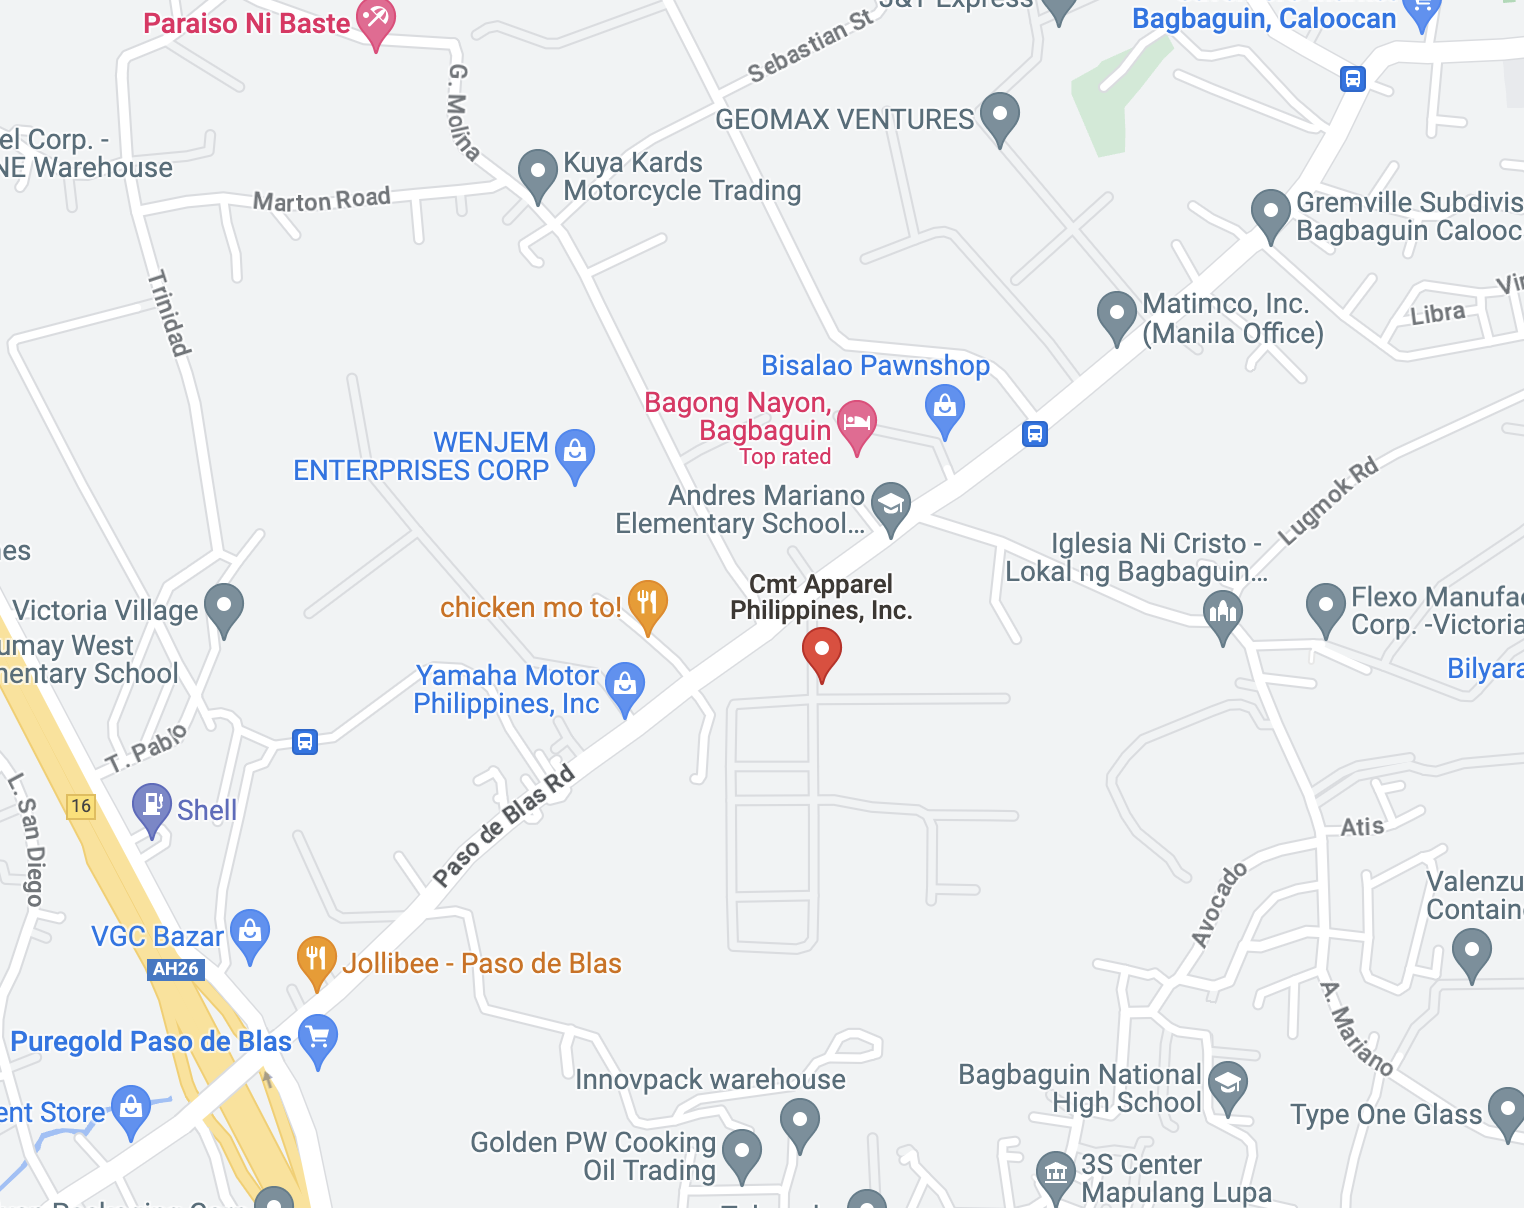 Paraiso Ni Baste
Sebastian St
J&T Express
Bagbaguin, Caloocan
G. Molina
GEOMAX VENTURES
el Corp. -
NE Warehouse
Kuya Kards
Motorcycle Trading
Marton Road
Gremville Subdivis
Bagbaguin Calooc
Trinidad
Matimco, Inc.
(Manila Office)
Libra
Vir
Bisalao Pawnshop
Bagong Nayon,
Bagbaguin
Top rated
WENJEM
ENTERPRISES CORP
Andres Mariano
Elementary School...
Lugmok Rd
Iglesia Ni Cristo -
Lokal ng Bagbaguin...
nes
Cmt Apparel
Philippines, Inc.
chicken mo to!
Victoria Village
Flexo Manufac
Corp. -Victoria
umay West
mentary School
Bilyara
Yamaha Motor
Philippines, Inc
T. Pablo
L. San Diego
16
Shell
Paso de Blas Rd
Atis
Avocado
Valenzu
Contain
VGC Bazar
AH26
Jollibee - Paso de Blas
A. Mariano
Puregold Paso de Blas
Innovpack warehouse
Bagbaguin National
High School
ent Store
Type One Glass
Golden PW Cooking
Oil Trading
3S Center
Mapulang Lupa